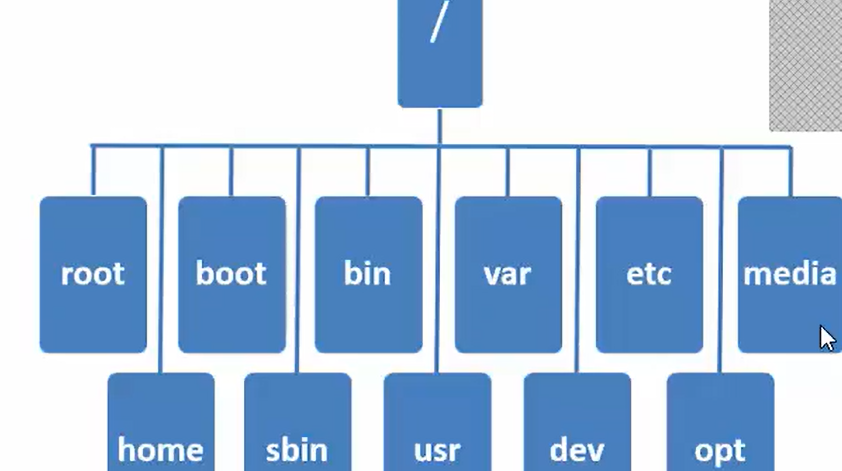 /
root boot bin var etc media
home sbin usr dev opt